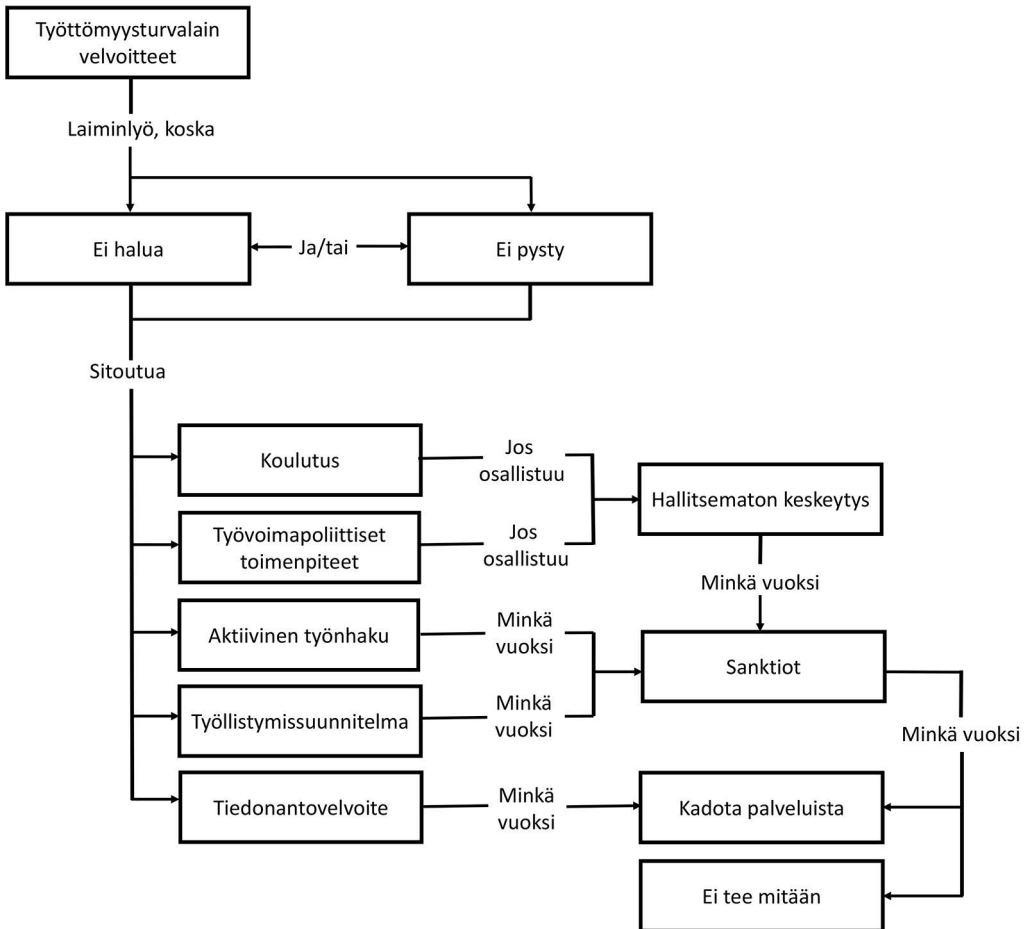 Työttömyysturvalain
velvoitteet
Laiminlyö, koska
Ei halua
Ja/tai
Ei pysty
Sitoutua
Koulutus
Jos
osallistuu
Hallitsematon keskeytys
Työvoimapoliittiset
toimenpiteet
Jos
osallistuu
Minkä vuoksi
Aktiivinen työnhaku
Minkä
vuoksi
Sanktiot
Työllistymissuunnitelma
Minkä
vuoksi
Minkä vuoksi
Tiedonantovelvoite
Minkä
vuoksi
Kadota palveluista
Ei tee mitään